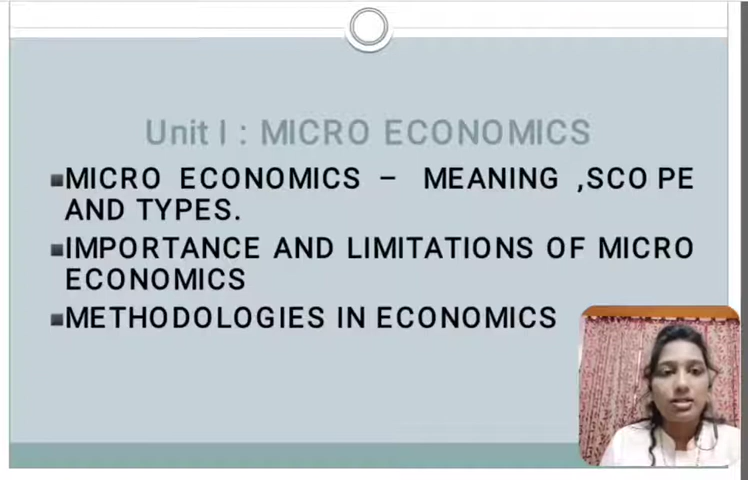 Unit I : MICRO ECONOMICS
MICRO ECONOMICS – MEANING ,SCO PE
AND TYPES.
IMPORTANCE AND LIMITATIONS OF MICRO
ECONOMICS
METHODOLOGIES IN ECONOMICS